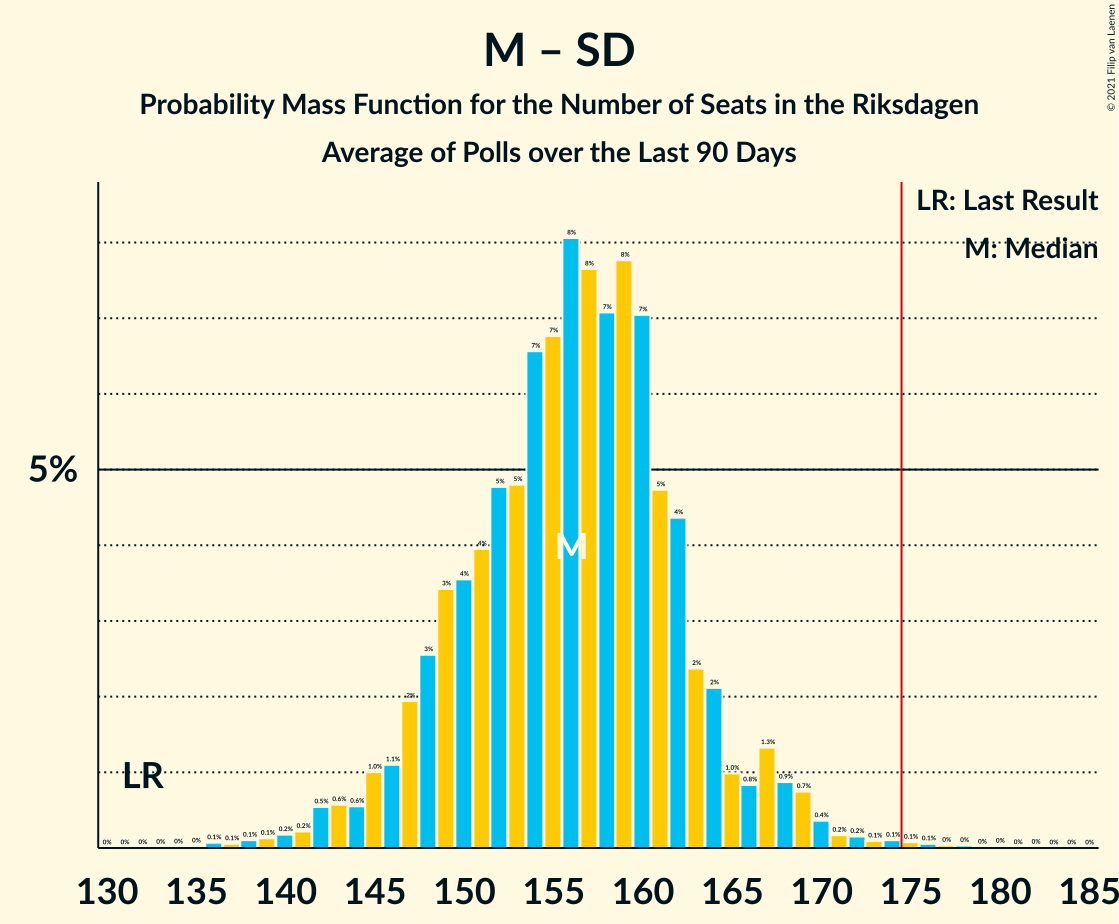 M – SD
Probability Mass Function for the Number of Seats in the Riksdagen
Average of Polls over the Last 90 Days
© 2021 Filip van Laenen
LR: Last Result
M: Median
5%
LR
M
0% 0% 0% 0% 0% 0% 0.1% 0.1% 0.1% 0.1% 0.2% 0.2% 0.5% 0.6% 0.6% 1.0% 1.1% 2% 3% 3% 4% 4% 5% 5% 7% 7% 8% 8% 7% 8% 7% 5% 4% 2% 2% 1.0% 0.8% 1.3% 0.9% 0.7% 0.4% 0.2% 0.2% 0.1% 0.1% 0.1% 0.1% 0% 0% 0% 0% 0% 0% 0% 0% 0%
130 135 140 145 150 155 160 165 170 175 180 185